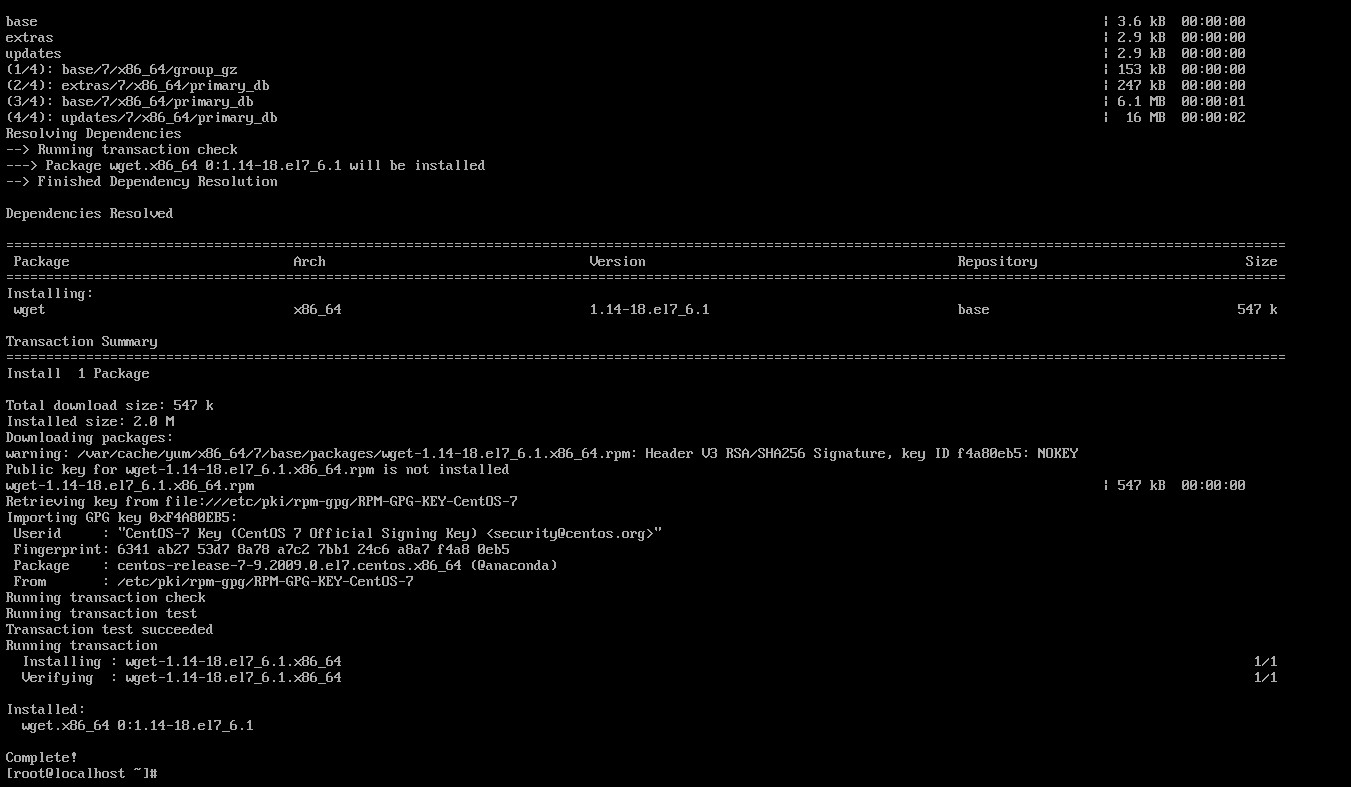 base | 3.6 kB 00:00:00
extras | 2.9 kB 00:00:00
updates | 2.9 kB 00:00:00
(1/4): base/7/x86_64/group_gz | 153 kB 00:00:00
(2/4): extras/7/x86_64/primary_db | 247 kB 00:00:00
(3/4): base/7/x86_64/primary_db | 6.1 MB 00:00:01
(4/4): updates/7/x86_64/primary_db | 16 MB 00:00:02
Resolving Dependencies
--> Running transaction check
---> Package wget.x86_64 0:1.14-18.el7_6.1 will be installed
--> Finished Dependency Resolution
Dependencies Resolved
================================================================================
Package Arch Version Repository Size
================================================================================
Installing:
wget x86_64 1.14-18.el7_6.1 base 547 k
Transaction Summary
================================================================================
Install 1 Package
Total download size: 547 k
Installed size: 2.0 M
Downloading packages:
warning: /var/cache/yum/x86_64/7/base/packages/wget-1.14-18.el7_6.1.x86_64.rpm: Header V3 RSA/SHA256 Signature, key ID f4a80eb5: NOKEY
Public key for wget-1.14-18.el7_6.1.x86_64.rpm is not installed
wget-1.14-18.el7_6.1.x86_64.rpm | 547 kB 00:00:00
Retrieving key from file:///etc/pki/rpm-gpg/RPM-GPG-KEY-CentOS-7
Importing GPG key 0xF4A80EB5:
Userid : "CentOS-7 Key (CentOS 7 Official Signing Key) <security@centos.org>"
Fingerprint: 6341 ab27 53d7 8a78 a7c2 7bb1 24c6 a8a7 f4a8 0eb5
Package : centos-release-7-9.2009.0.el7.centos.x86_64 (@anaconda)
From : /etc/pki/rpm-gpg/RPM-GPG-KEY-CentOS-7
Running transaction check
Running transaction test
Transaction test succeeded
Running transaction
Installing : wget-1.14-18.el7_6.1.x86_64 1/1
Verifying : wget-1.14-18.el7_6.1.x86_64 1/1
Installed:
wget.x86_64 0:1.14-18.el7_6.1
Complete!
[root@localhost ~]#